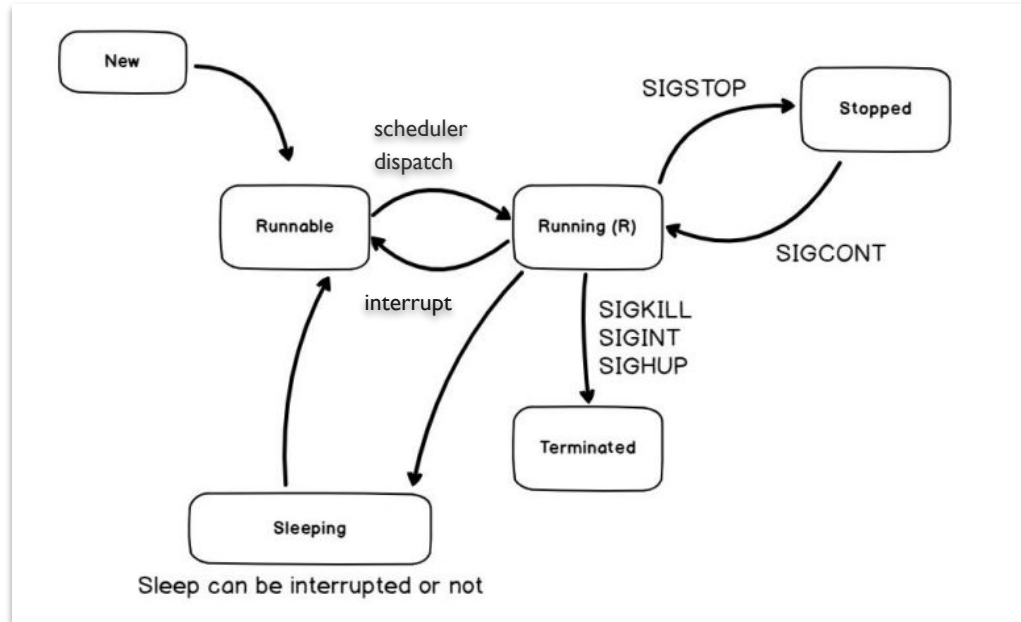 New
SIGSTOP
Stopped
scheduler
dispatch
Runnable
Running (R)
SIGCONT
interrupt
SIGKILL
SIGINT
SIGHUP
Terminated
Sleeping
Sleep can be interrupted or not